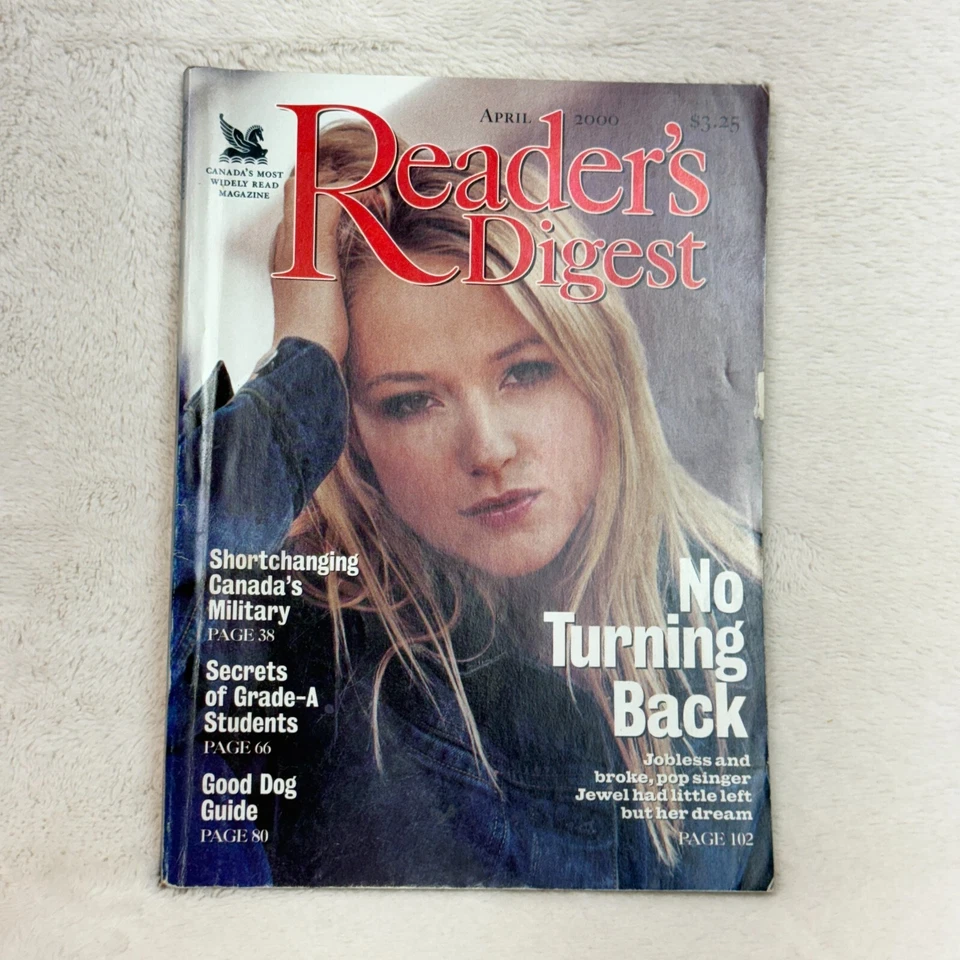 APRIL 2000 $3.25
Reader's
Digest
CANADA'S MOST
WIDELY READ
MAGAZINE
Shortchanging
Canada's
Military
PAGE 38
Secrets
of Grade-A
Students
PAGE 66
Good Dog
Guide
PAGE 80
No
Turning
Back
Jobless and
broke, pop singer
Jewel had little left
but her dream
PAGE 102